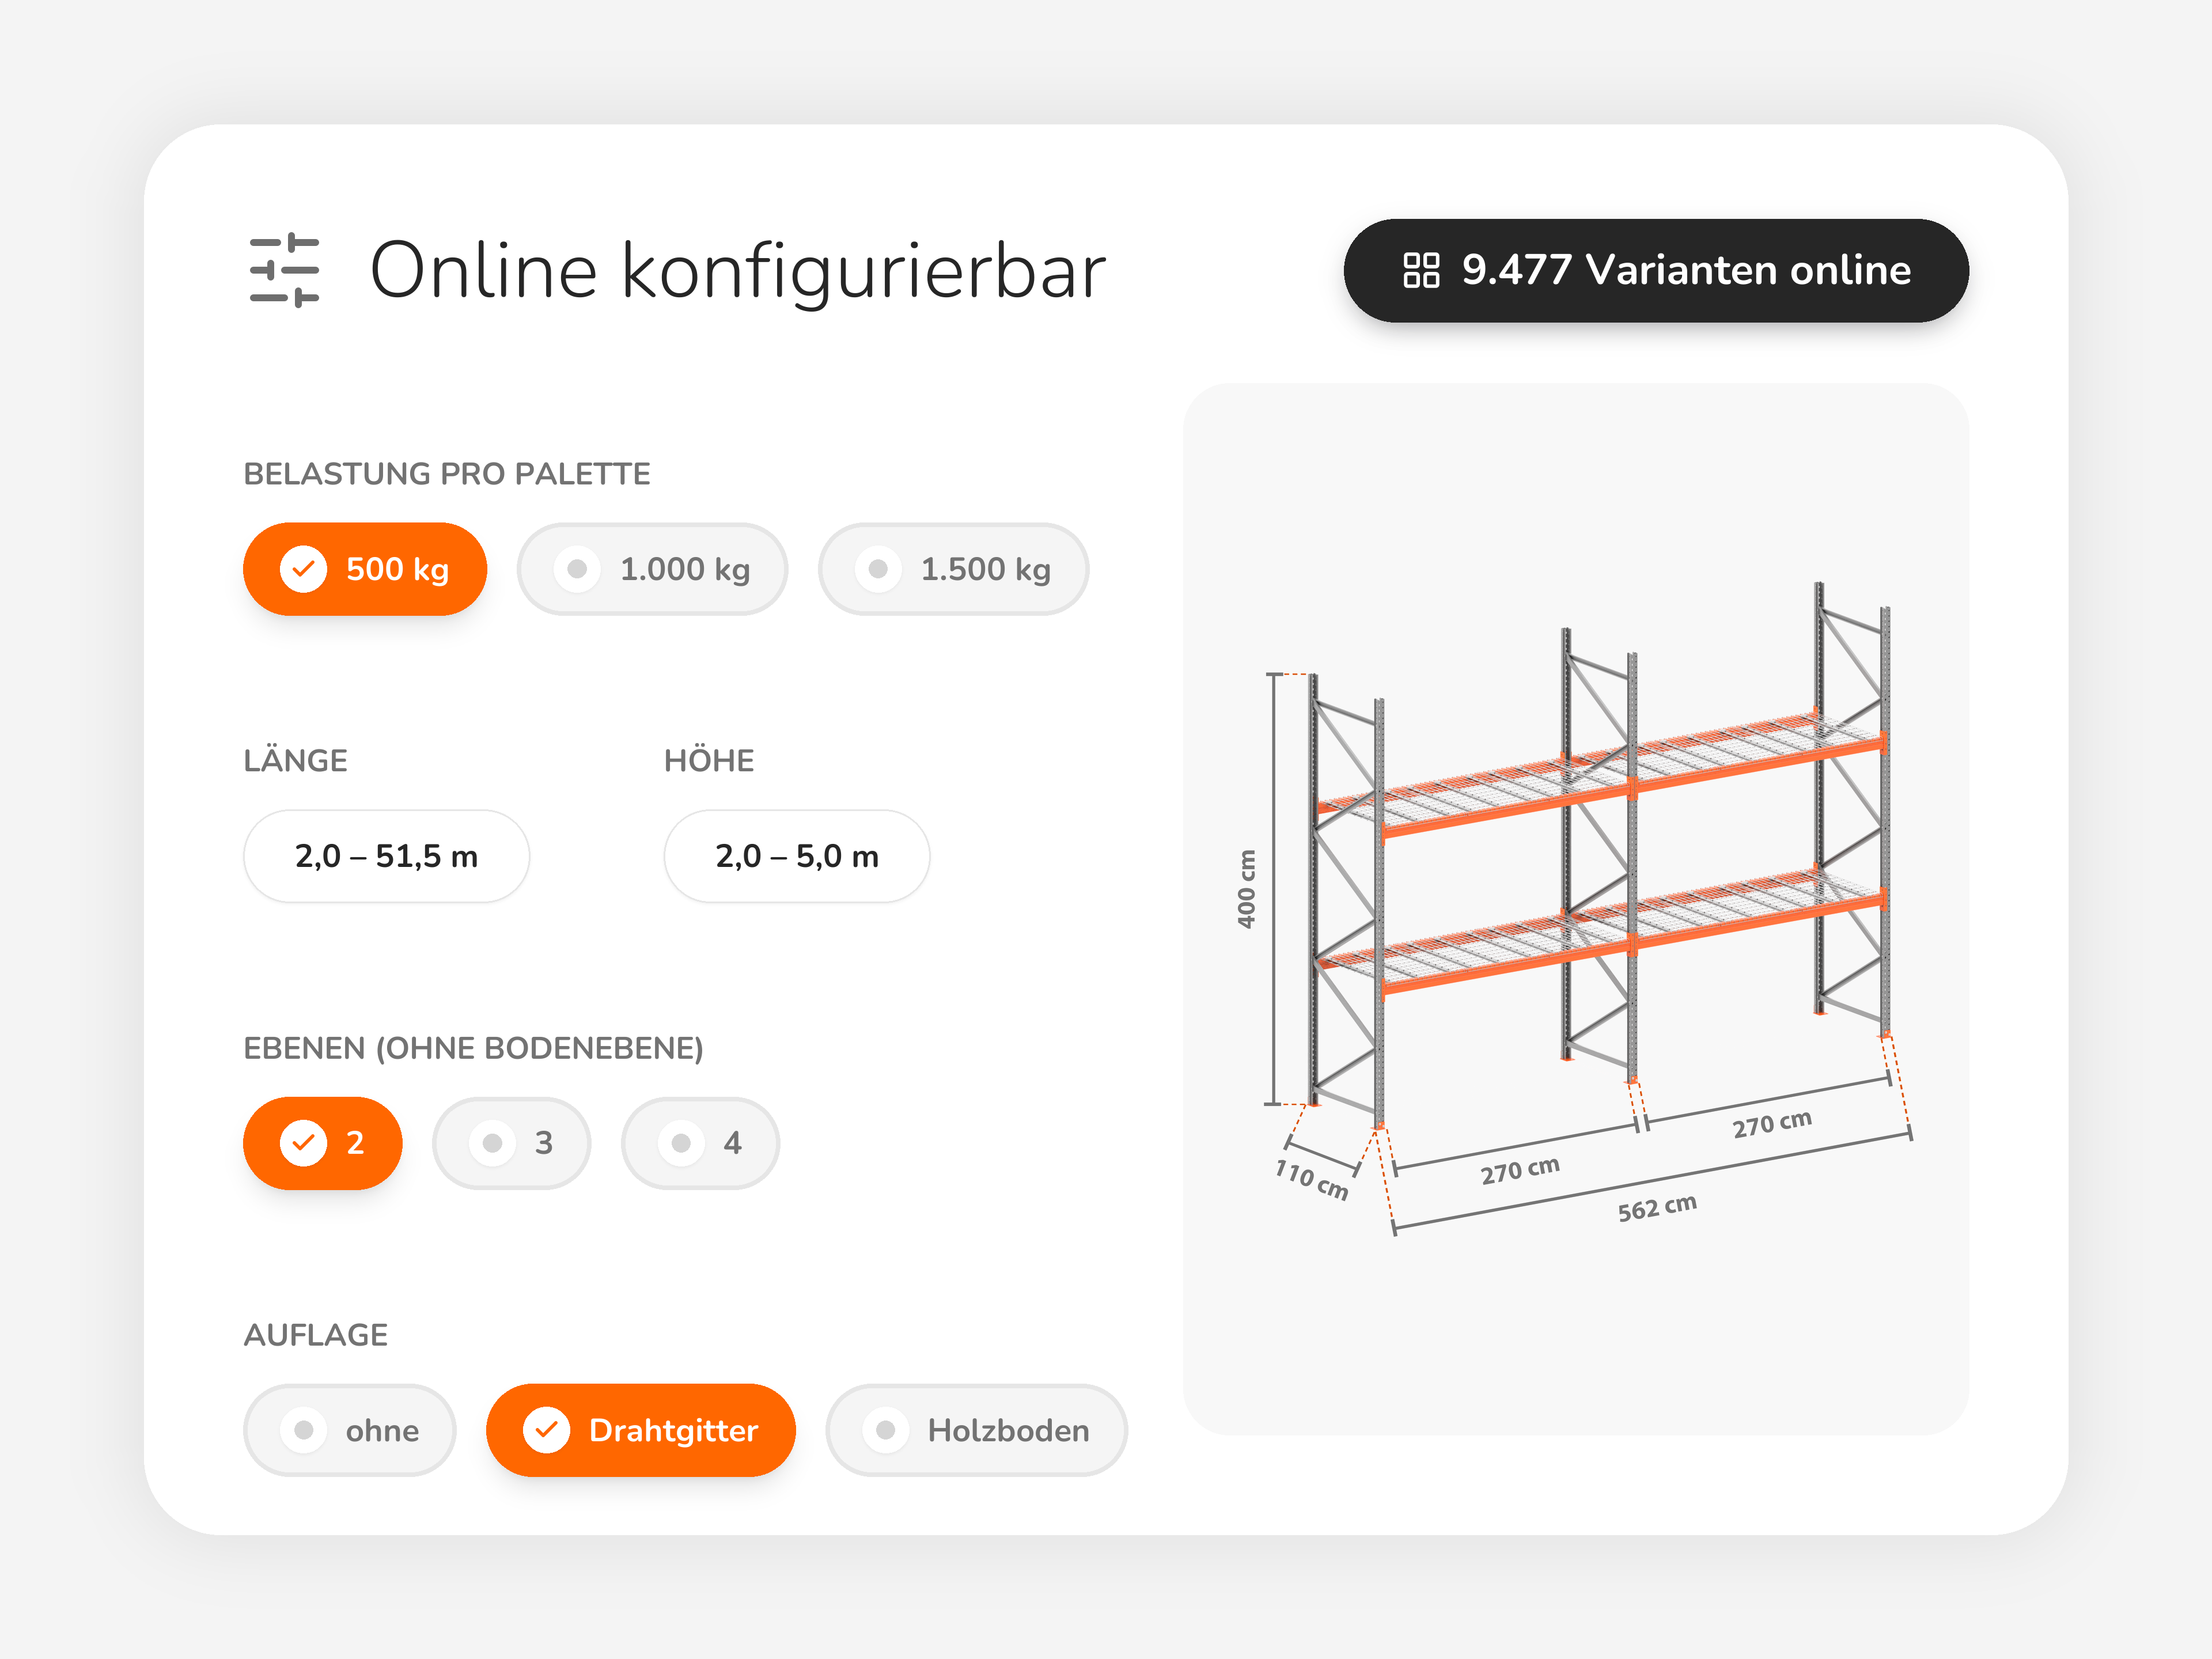 Online konfigurierbar
9.477 Varianten online
BELASTUNG PRO PALETTE
500 kg
1.000 kg
1.500 kg
LÄNGE
HÖHE
2,0 – 51,5 m
2,0 – 5,0 m
EBENEN (OHNE BODENEBENE)
2
3
4
AUFLAGE
ohne
Drahtgitter
Holzboden
400 cm
110 cm
270 cm
270 cm
562 cm